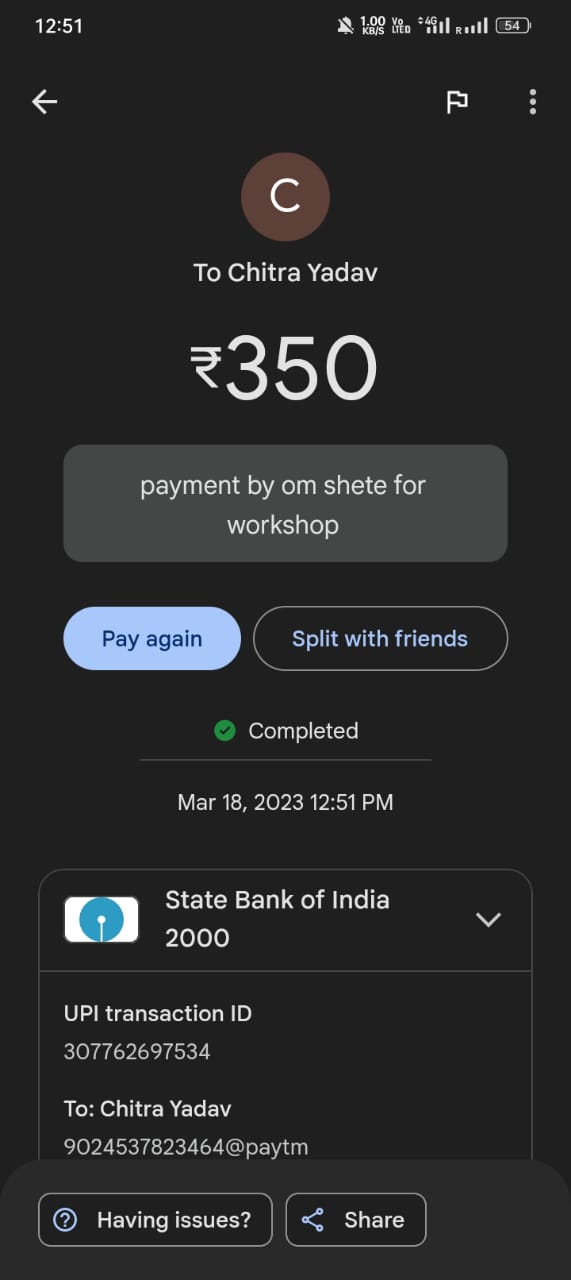 12:51
1.00 KB/S Vo LTED 4G R 54
C
To Chitra Yadav
₹350
payment by om shete for
workshop
Pay again Split with friends
Completed
Mar 18, 2023 12:51 PM
State Bank of India
2000
UPI transaction ID
307762697534
To: Chitra Yadav
9024537823464@paytm
Having issues? Share